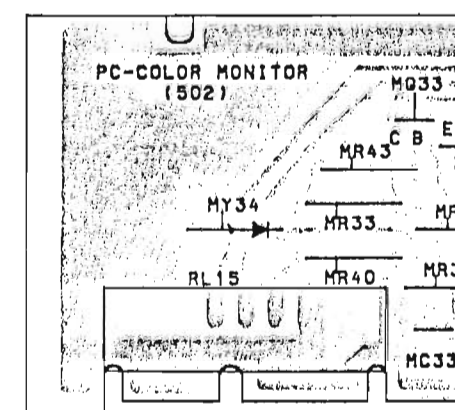 PC-COLOR MONITOR
(502)
MQ33
C B E
MR43
MY34
MR33
RL15
MR40
MC33